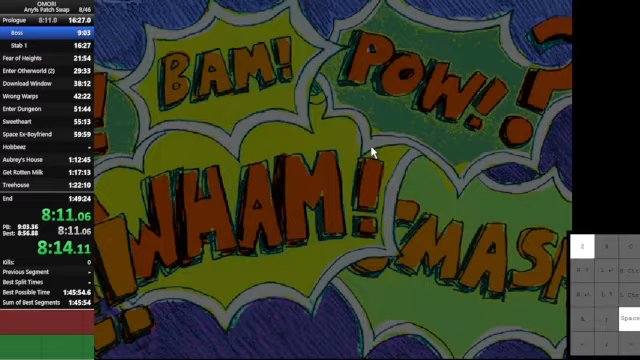 OMORI
Any% Patch Swap 8/46
Prologue 8:11.0 16:27.0
Boss 9:03
Stab 1 16:27
Fear of Heights 21:54
Enter Otherworld (2) 29:33
Download Window 38:12
Wrong Warps 42:22
Enter Dungeon 51:44
Sweetheart 55:13
Space Ex-Boyfriend 59:59
Hobbeez -
Aubrey's House 1:12:45
Get Rotten Milk 1:17:13
Treehouse 1:22:10
End 1:49:24
8:11.06
PB: 9:03.36 8:11.06
Best: 8:56.88
8:14.11
Kills: 0
Previous Segment -
Best Split Times -
Best Possible Time 1:45:54.6
Sum of Best Segments 1:45:54
BAM!
POW!
?
WHAM!
SMAS
!
Z
Space